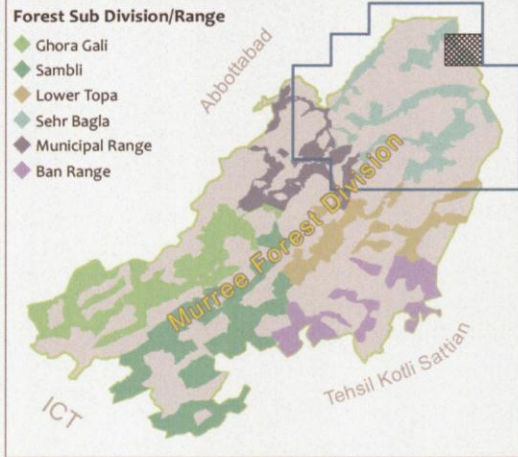 Forest Sub Division/Range
Ghora Gali
Sambli
Lower Topa
Sehr Bagla
Municipal Range
Ban Range
Abbottabad
Murree Forest Division
Tehsil Kotli Sattian
ICT